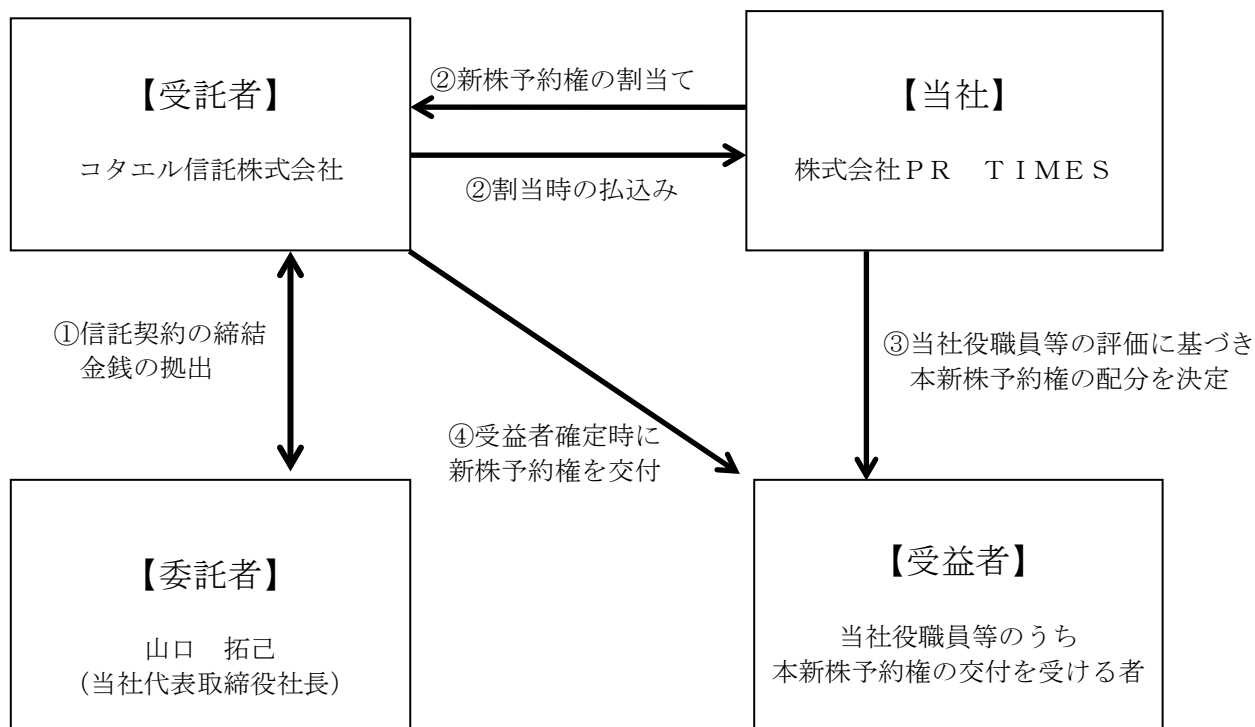 【受託者】
コタエル信託株式会社
②新株予約権の割当て
②割当時の払込み
【当社】
株式会社ＰＲ　ＴＩＭＥＳ
①信託契約の締結
金銭の拠出
③当社役職員等の評価に基づき
本新株予約権の配分を決定
④受益者確定時に
新株予約権を交付
【委託者】
山口　拓己
（当社代表取締役社長）
【受益者】
当社役職員等のうち
本新株予約権の交付を受ける者